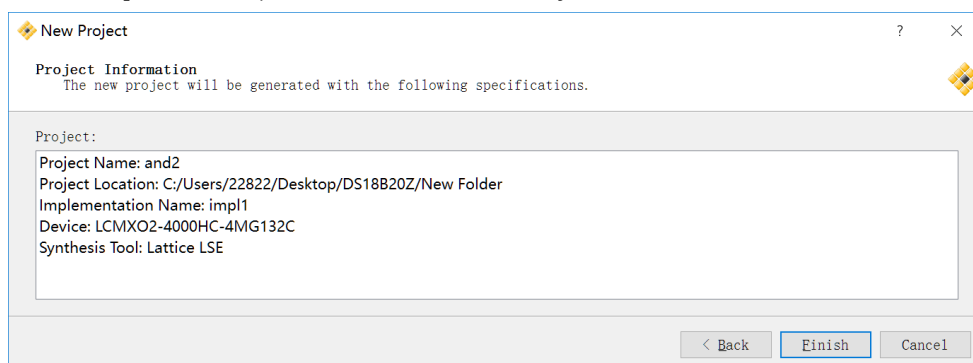 New Project
?
Project Information
The new project will be generated with the following specifications.
Project:
Project Name: and2
Project Location: C:/Users/22822/Desktop/DS18B20Z/New Folder
Implementation Name: impl1
Device: LCMXO2-4000HC-4MG132C
Synthesis Tool: Lattice LSE
< Back Finish Cancel